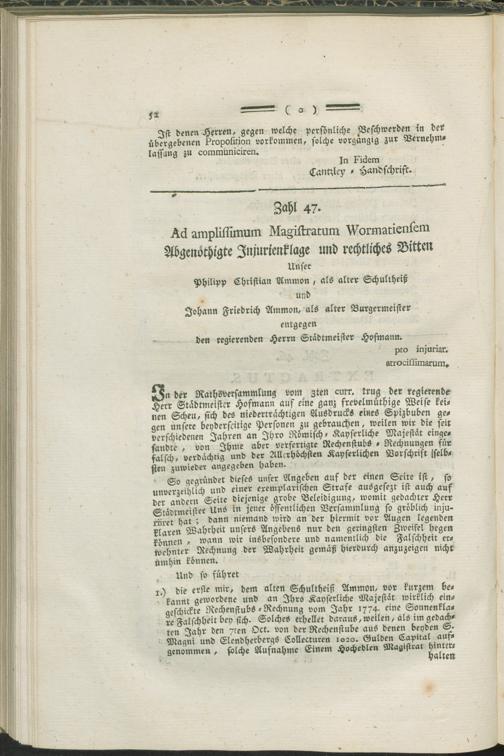 52 ( o )
Ist denen Herren, gegen welche persönliche Beschwerden in der
übergebenen Proposition vorkommen, solche vorgängig zur Vernehm-
lassung zu communiciren.
In Fidem
Cantzley-Handschrift.
Zahl 47.
Ad amplissimum Magistratum Wormatiensem
Abgenöthigte Injurienklage und rechtliches Bitten
Unser
Philipp Christian Ammon, als alter Schultheiß
und
Johann Friedrich Ammon, als alter Burgermeister
entgegen
den regierenden Herrn Städtmeister Hofmann.
pto injuriar.
atrocissimarum.
In der Rathsversammlung vom 3ten curr. trug der regierende
Herr Städtmeister Hofmann auf eine ganz frevelmüthige Weise kei-
nen Scheu, sich des niederträchtigen Ausdrucks eines Spizbuben ge-
gen unsere beyderseitige Personen zu gebrauchen, weilen wir die seit
verschiedenen Jahren an Ihro Römisch-Kayserliche Majestät einge-
sandte, von Ihme aber verfertigte Rechenstubs-Rechnungen für
falsch, verdächtig und der Allerhöchsten Kayserlichen Vorschrift selb-
sten zuwieder angegeben haben.
So gegründet dieses unser Angeben auf der einen Seite ist, so
unverzeihlich und einer exemplarischen Strafe ausgesezt ist auch auf
der andern Seite diejenige grobe Beleidigung, womit gedachter Herr
Städtmeister Uns in jener öffentlichen Versammlung so gröblich inju-
riiret hat; dann niemand wird an der hiermit vor Augen legenden
klaren Wahrheit unsers Angebens nur den geringsten Zweifel hegen
können, wann wir insbesondere und namentlich die Falschheit er-
wehnter Rechnung der Wahrheit gemäß hierdurch anzuzeigen nicht
umhin können.
Und so führet
1.) die erste mir, dem alten Schultheiß Ammon, vor kurzem be-
kannt gewordene und an Ihro Kayserliche Majestät wirklich ein-
geschickte Rechenstubs-Rechnung vom Jahr 1774. eine Sonnenkla-
re Falschheit bey sich. Solches erhellet daraus, weilen, als im gedach-
ten Jahr den 7ten Oct. von der Rechenstube aus denen beyden S.
Magni und Elendherbergs Collecturen 1020. Gulden Capital auf-
genommen, solche Aufnahme Einem Hochedlen Magistrat hinter-
halten